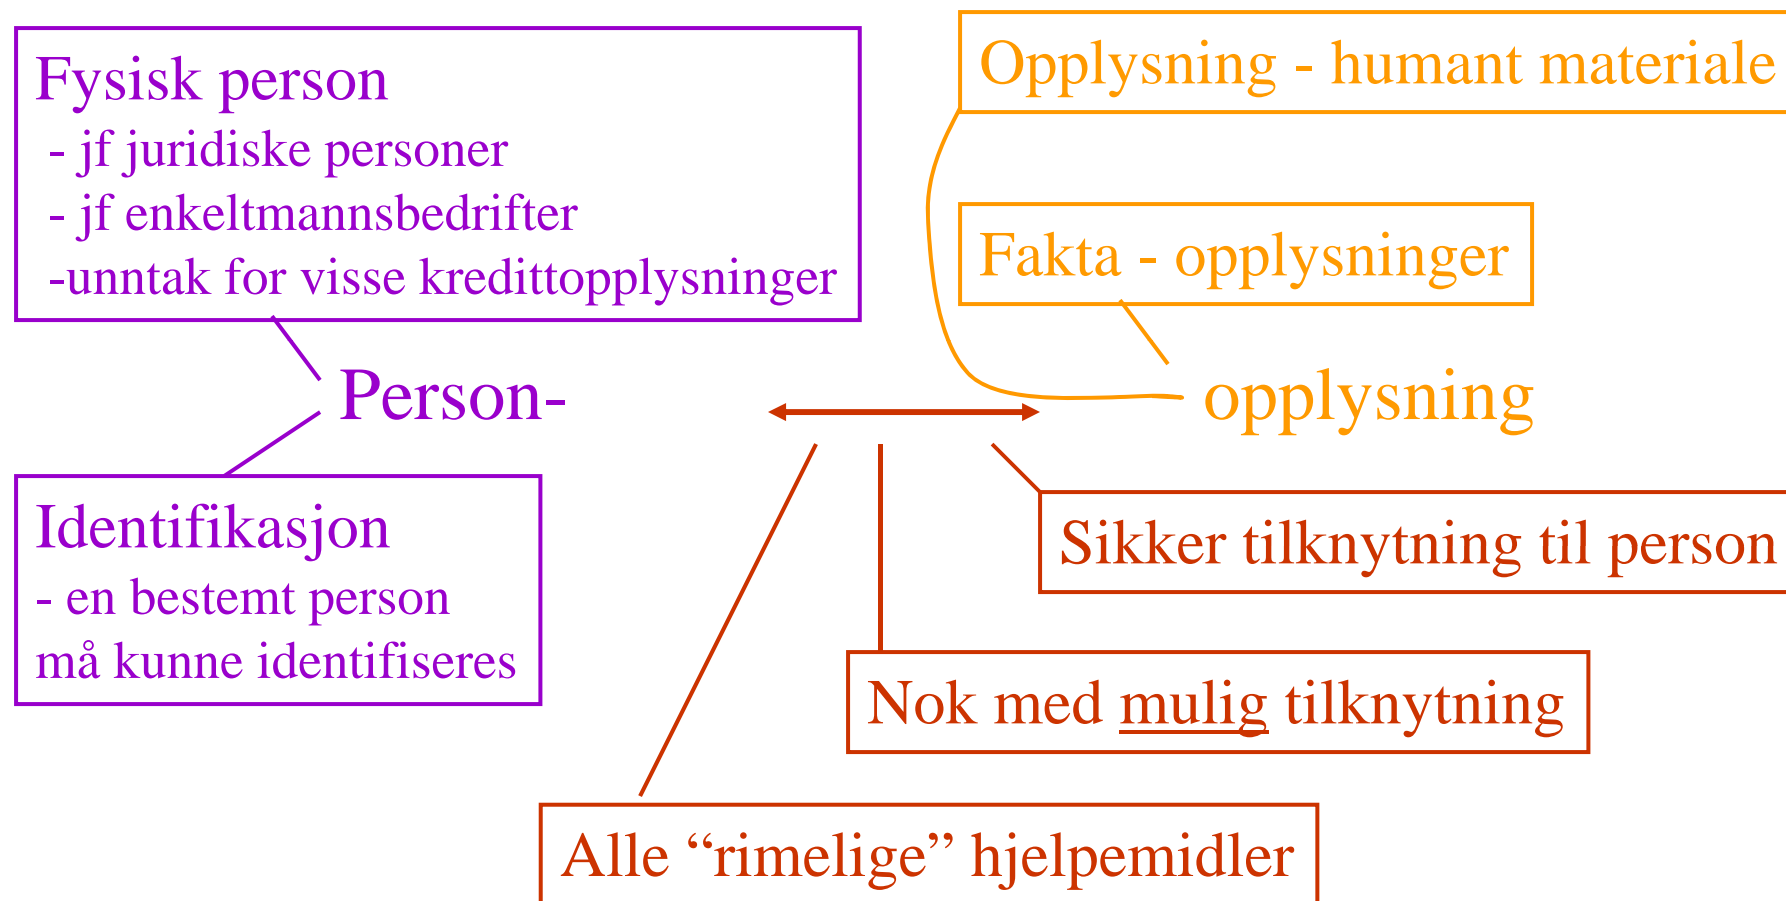 Fysisk person
- jf juridiske personer
- jf enkeltmannsbedrifter
-unntak for visse kredittopplysninger
Opplysning - humant materiale
Fakta - opplysninger
Person-
opplysning
Identifikasjon
- en bestemt person
må kunne identifiseres
Sikker tilknytning til person
Nok med mulig tilknytning
Alle “rimelige” hjelpemidler